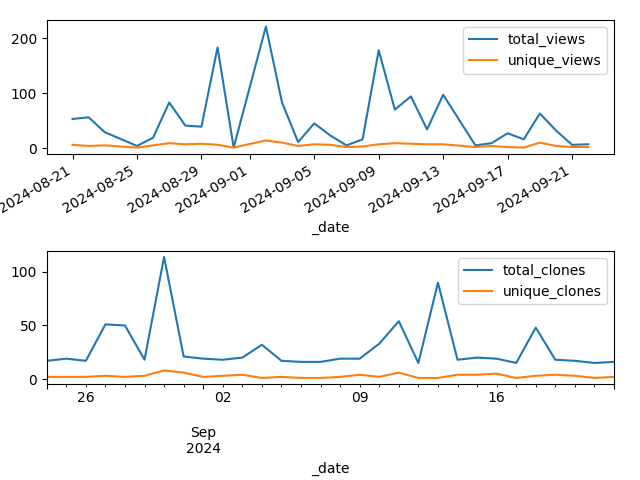 200
100
0
total_views
unique_views
2024-08-21
2024-08-25
2024-08-29
2024-09-01
2024-09-05
2024-09-09
2024-09-13
2024-09-17
2024-09-21
_date
100
50
0
total_clones
unique_clones
26
02
09
16
Sep
2024
_date